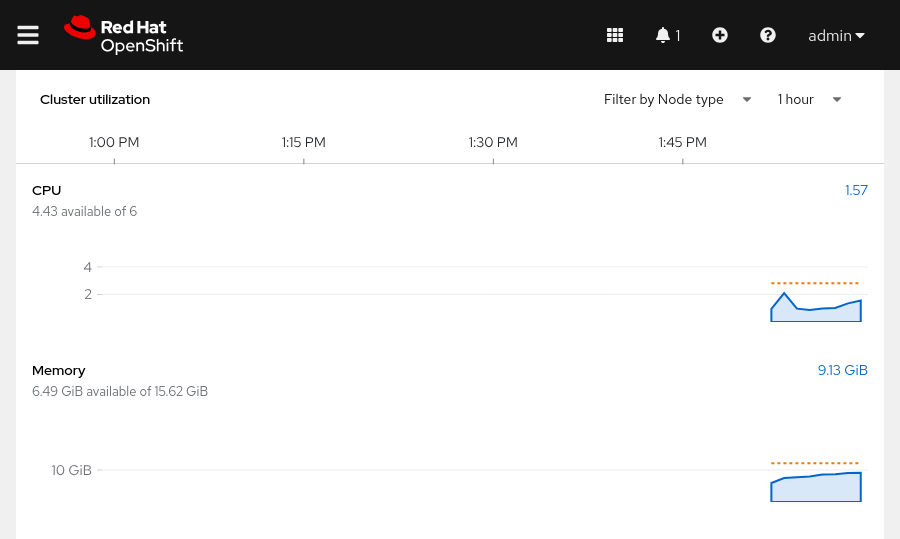 Red Hat
OpenShift
1
admin
Cluster utilization
Filter by Node type
1 hour
1:00 PM
1:15 PM
1:30 PM
1:45 PM
CPU
1.57
4.43 available of 6
4
2
Memory
9.13 GiB
6.49 GiB available of 15.62 GiB
10 GiB